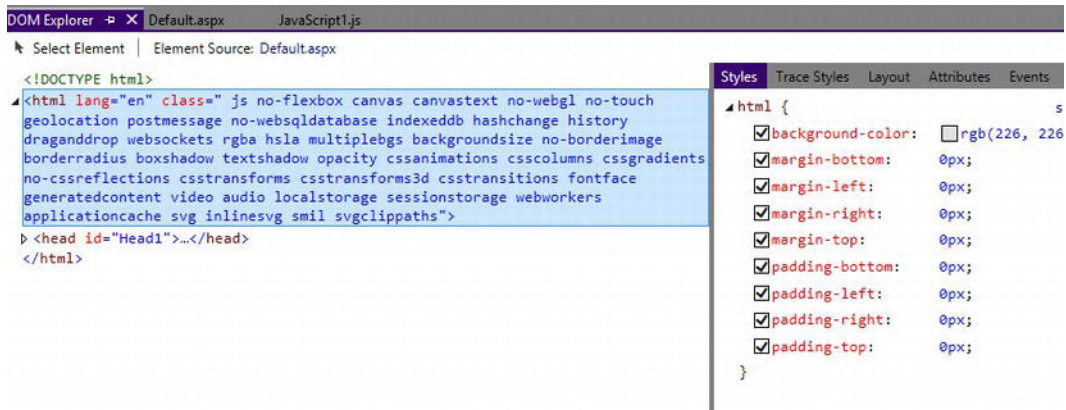 DOM Explorer Default.aspx JavaScript1.js
Select Element Element Source: Default.aspx
<!DOCTYPE html>
<html lang="en" class=" js no-flexbox canvas canvastext no-webgl no-touch
geolocation postmessage no-websqldatabase indexeddb hashchange history
draganddrop websockets rgba hsla multiplebgs backgroundsize no-borderimage
borderradius boxshadow textshadow opacity cssanimations csscolumns cssgradients
no-cssreflections csstransforms csstransforms3d csstransitions fontface
generatedcontent video audio localstorage sessionstorage webworkers
applicationcache svg inlinesvg smil svgclippaths">
<head id="Head1">…</head>
</html>
Styles Trace Styles Layout Attributes Events
html { s
background-color: rgb(226, 226
margin-bottom: 0px;
margin-left: 0px;
margin-right: 0px;
margin-top: 0px;
padding-bottom: 0px;
padding-left: 0px;
padding-right: 0px;
padding-top: 0px;
}